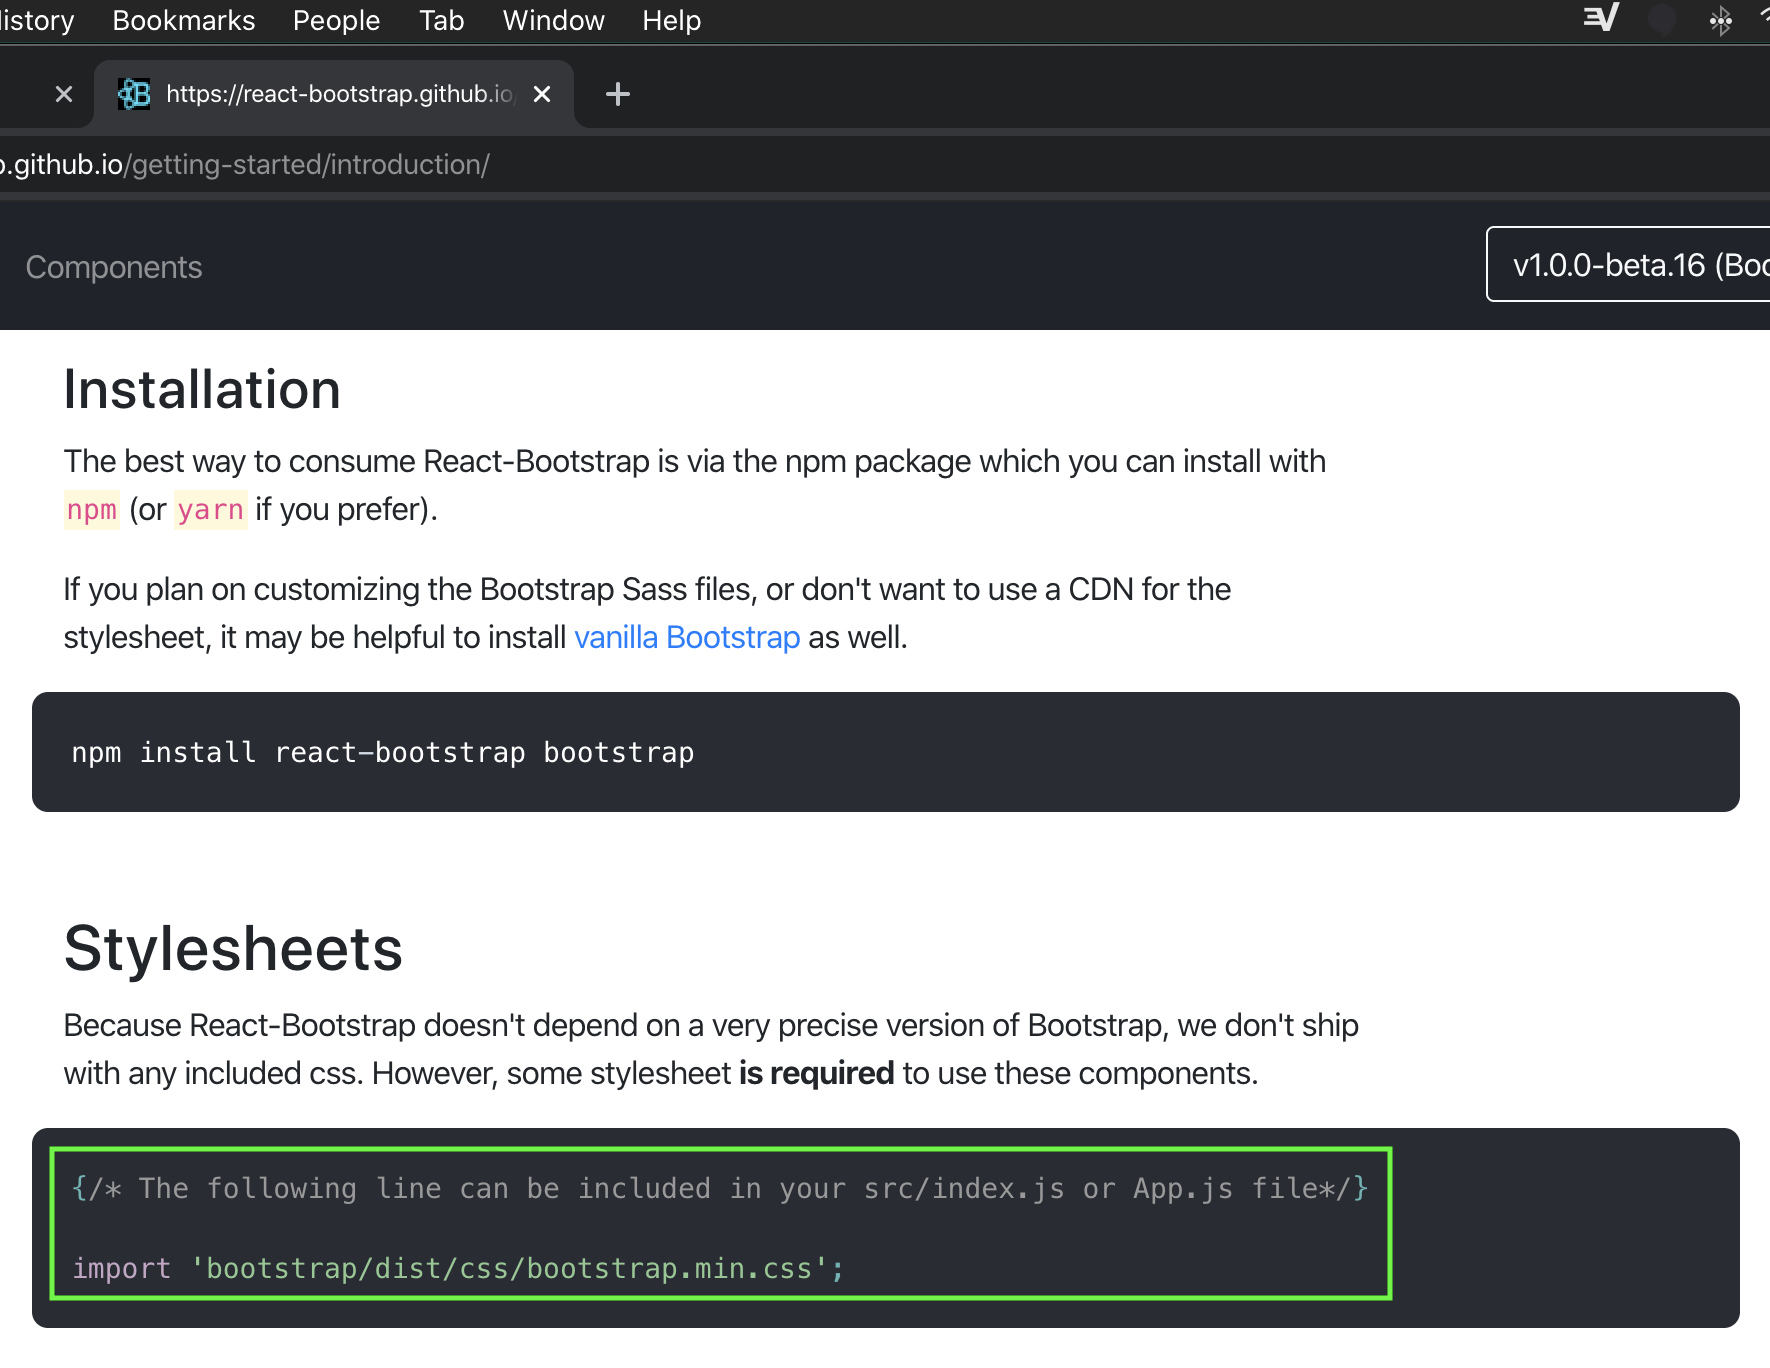 Bookmarks People Tab Window Help
https://react-bootstrap.github.io/
.github.io/getting-started/introduction/
Components
v1.0.0-beta.16
Installation
The best way to consume React-Bootstrap is via the npm package which you can install with
npm (or yarn if you prefer).
If you plan on customizing the Bootstrap Sass files, or don't want to use a CDN for the
stylesheet, it may be helpful to install vanilla Bootstrap as well.
npm install react-bootstrap bootstrap
Stylesheets
Because React-Bootstrap doesn't depend on a very precise version of Bootstrap, we don't ship
with any included css. However, some stylesheet is required to use these components.
{/* The following line can be included in your src/index.js or App.js file*/}
import 'bootstrap/dist/css/bootstrap.min.css';